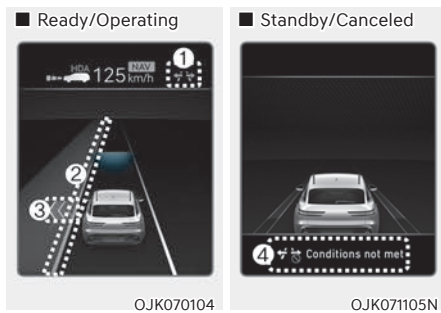 ■ Ready/Operating
HDA 125 km/h NAV
①
②
③
OJK070104
■ Standby/Canceled
④ Conditions not met
OJK071105N